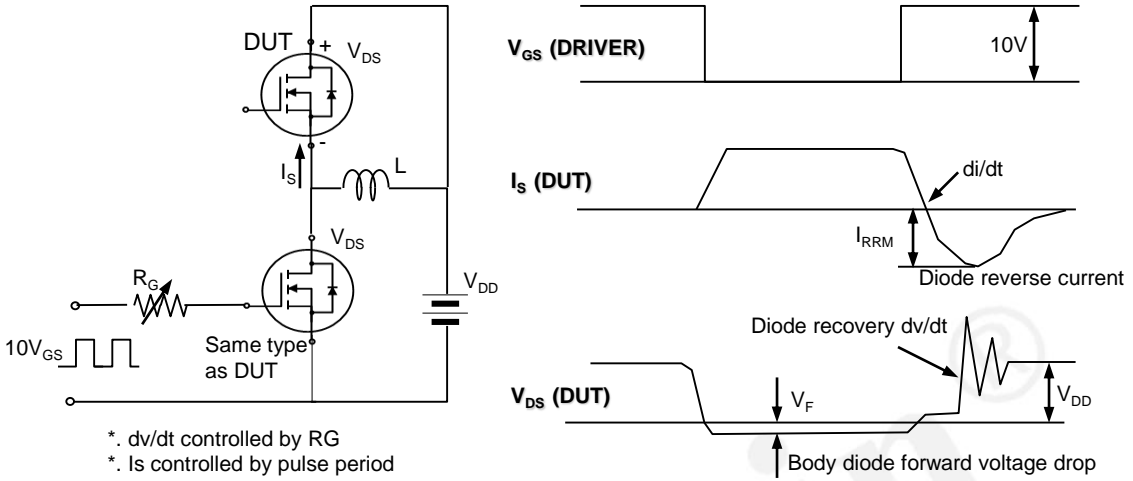 DUT
+
V_DS
-
I_S
L
V_DS
R_G
V_DD
10V_GS
Same type
as DUT
*. dv/dt controlled by RG
*. Is controlled by pulse period
V_GS (DRIVER)
10V
I_S (DUT)
di/dt
I_RRM
Diode reverse current
Diode recovery dv/dt
V_DS (DUT)
V_F
V_DD
Body diode forward voltage drop